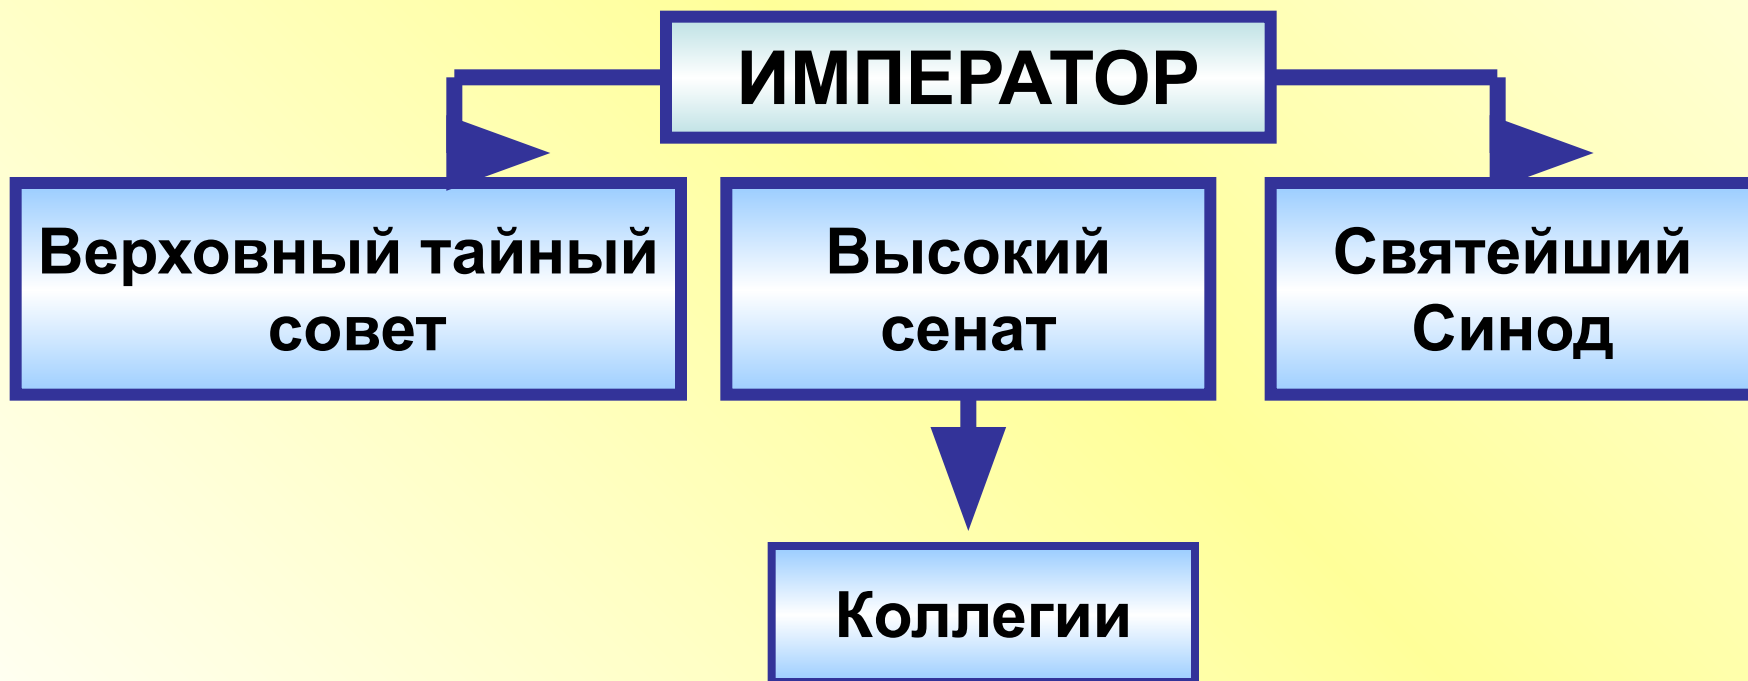 ИМПЕРАТОР
Верховный тайный
совет
Высокий
сенат
Святейший
Синод
Коллегии